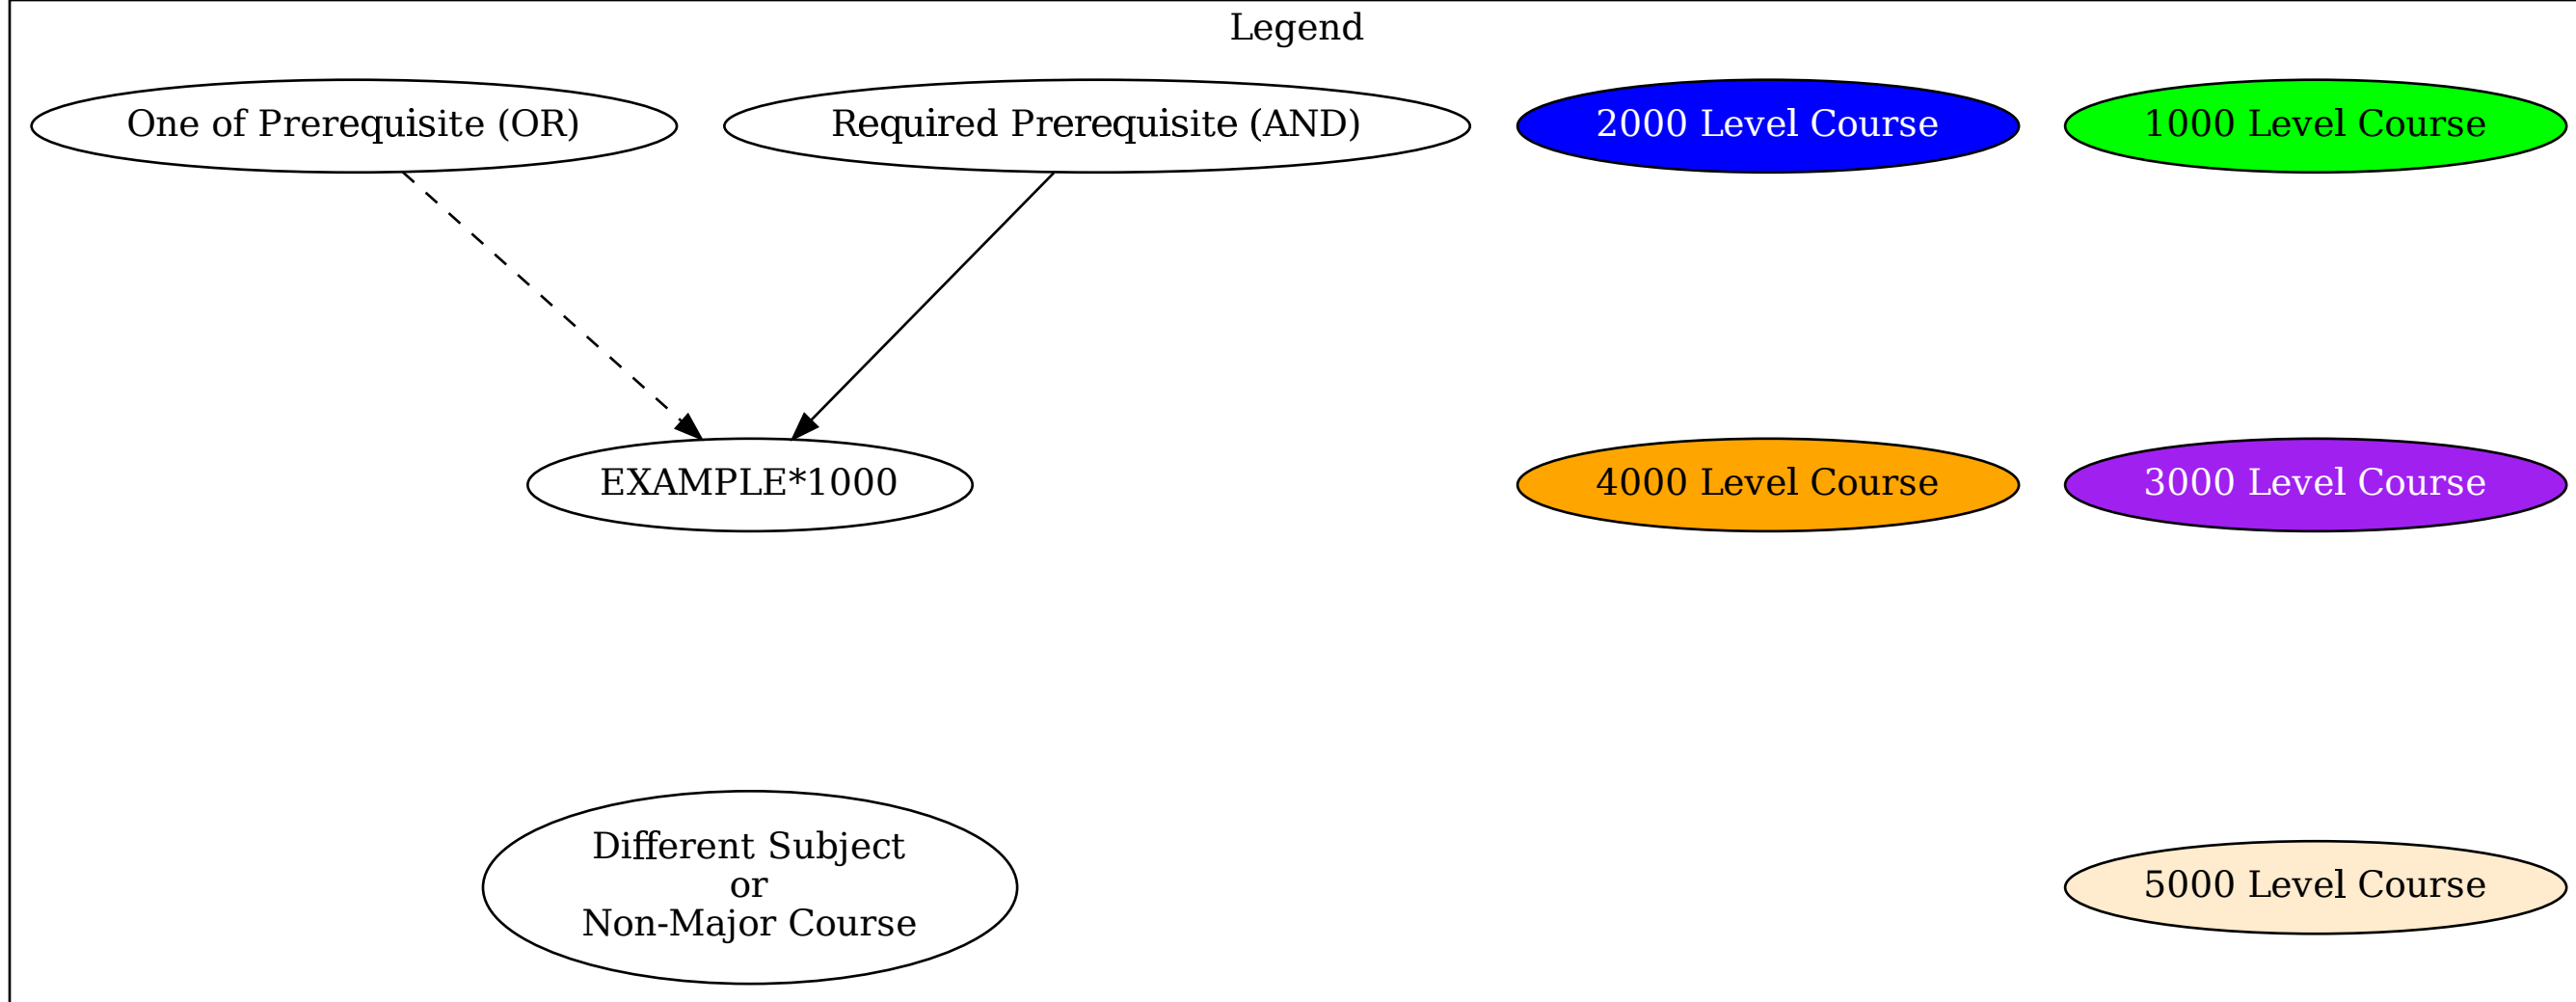 Legend
One of Prerequisite (OR)
Required Prerequisite (AND)
2000 Level Course
1000 Level Course
EXAMPLE*1000
4000 Level Course
3000 Level Course
Different Subject
or
Non-Major Course
5000 Level Course